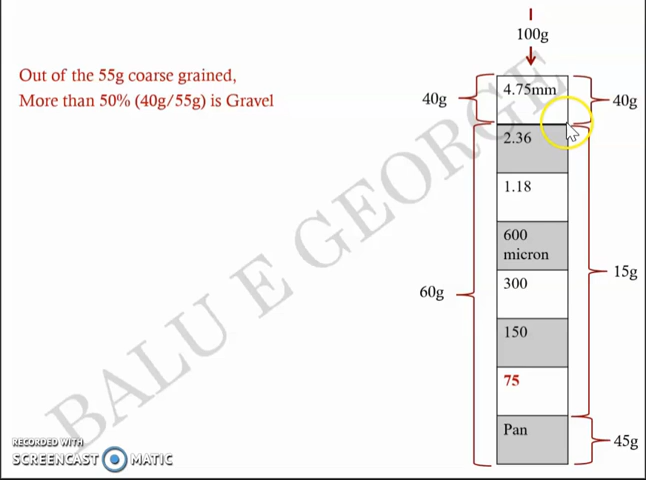 100g
Out of the 55g coarse grained,
More than 50% (40g/55g) is Gravel
4.75mm
40g
40g
2.36
1.18
600
micron
15g
300
60g
150
75
Pan
45g
BALU E GEORGE
RECORDED WITH
SCREENCAST MATIC